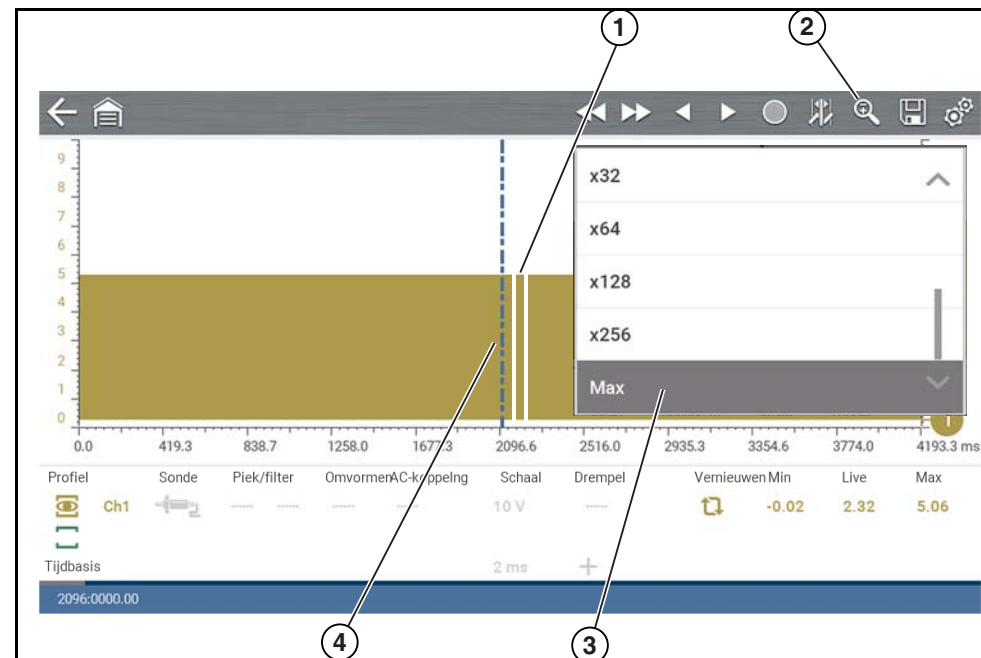 1
2
9
8
7
6
5
4
3
2
1
0
x32
x64
x128
x256
Max
1
0.0 419.3 838.7 1258.0 1677.3 2096.6 2516.0 2935.3 3354.6 3774.0 4193.3 ms
Profiel Sonde Piek/filter Omvormen AC-koppelng Schaal Drempel Vernieuwen Min Live Max
Ch1 ----- ----- ----- ----- 10 V ----- -0.02 2.32 5.06
Tijdbasis 2 ms +
2096:0000.00
4
3